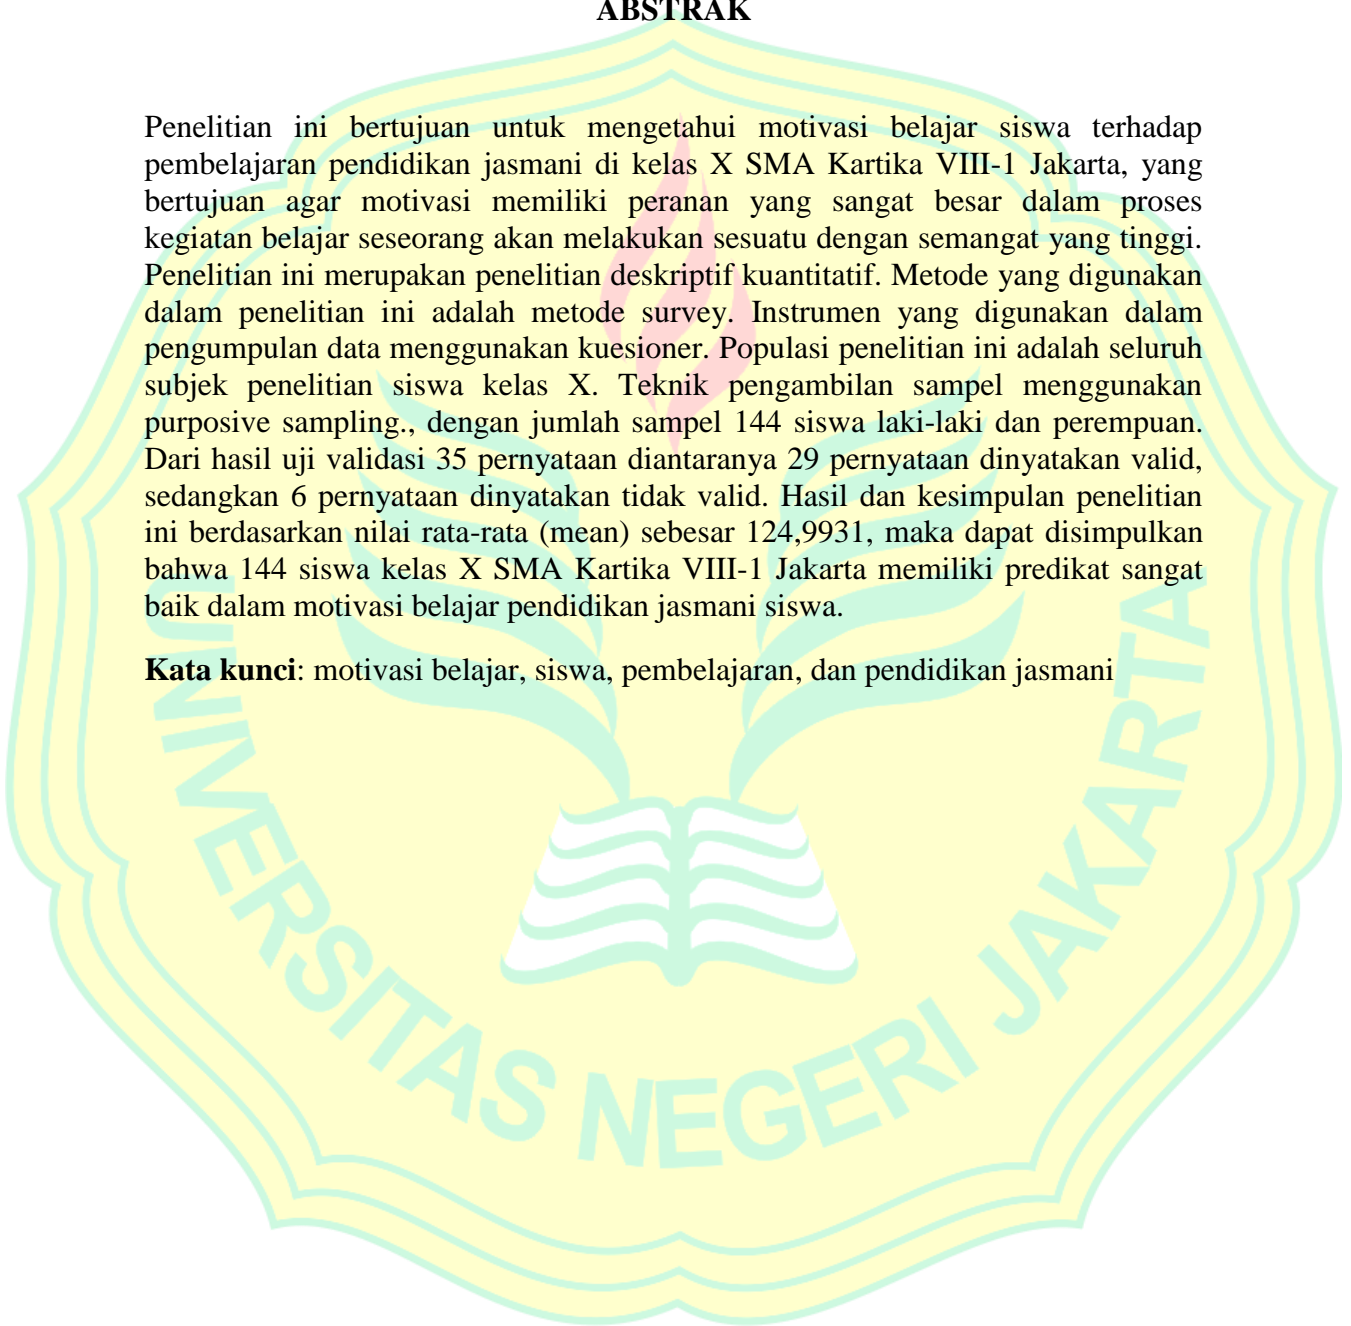 ABSTRAK
Penelitian ini bertujuan untuk mengetahui motivasi belajar siswa terhadap
pembelajaran pendidikan jasmani di kelas X SMA Kartika VIII-1 Jakarta, yang
bertujuan agar motivasi memiliki peranan yang sangat besar dalam proses
kegiatan belajar seseorang akan melakukan sesuatu dengan semangat yang tinggi.
Penelitian ini merupakan penelitian deskriptif kuantitatif. Metode yang digunakan
dalam penelitian ini adalah metode survey. Instrumen yang digunakan dalam
pengumpulan data menggunakan kuesioner. Populasi penelitian ini adalah seluruh
subjek penelitian siswa kelas X. Teknik pengambilan sampel menggunakan
purposive sampling., dengan jumlah sampel 144 siswa laki-laki dan perempuan.
Dari hasil uji validasi 35 pernyataan diantaranya 29 pernyataan dinyatakan valid,
sedangkan 6 pernyataan dinyatakan tidak valid. Hasil dan kesimpulan penelitian
ini berdasarkan nilai rata-rata (mean) sebesar 124,9931, maka dapat disimpulkan
bahwa 144 siswa kelas X SMA Kartika VIII-1 Jakarta memiliki predikat sangat
baik dalam motivasi belajar pendidikan jasmani siswa.
Kata kunci: motivasi belajar, siswa, pembelajaran, dan pendidikan jasmani
UNIVERSITAS NEGERI JAKARTA